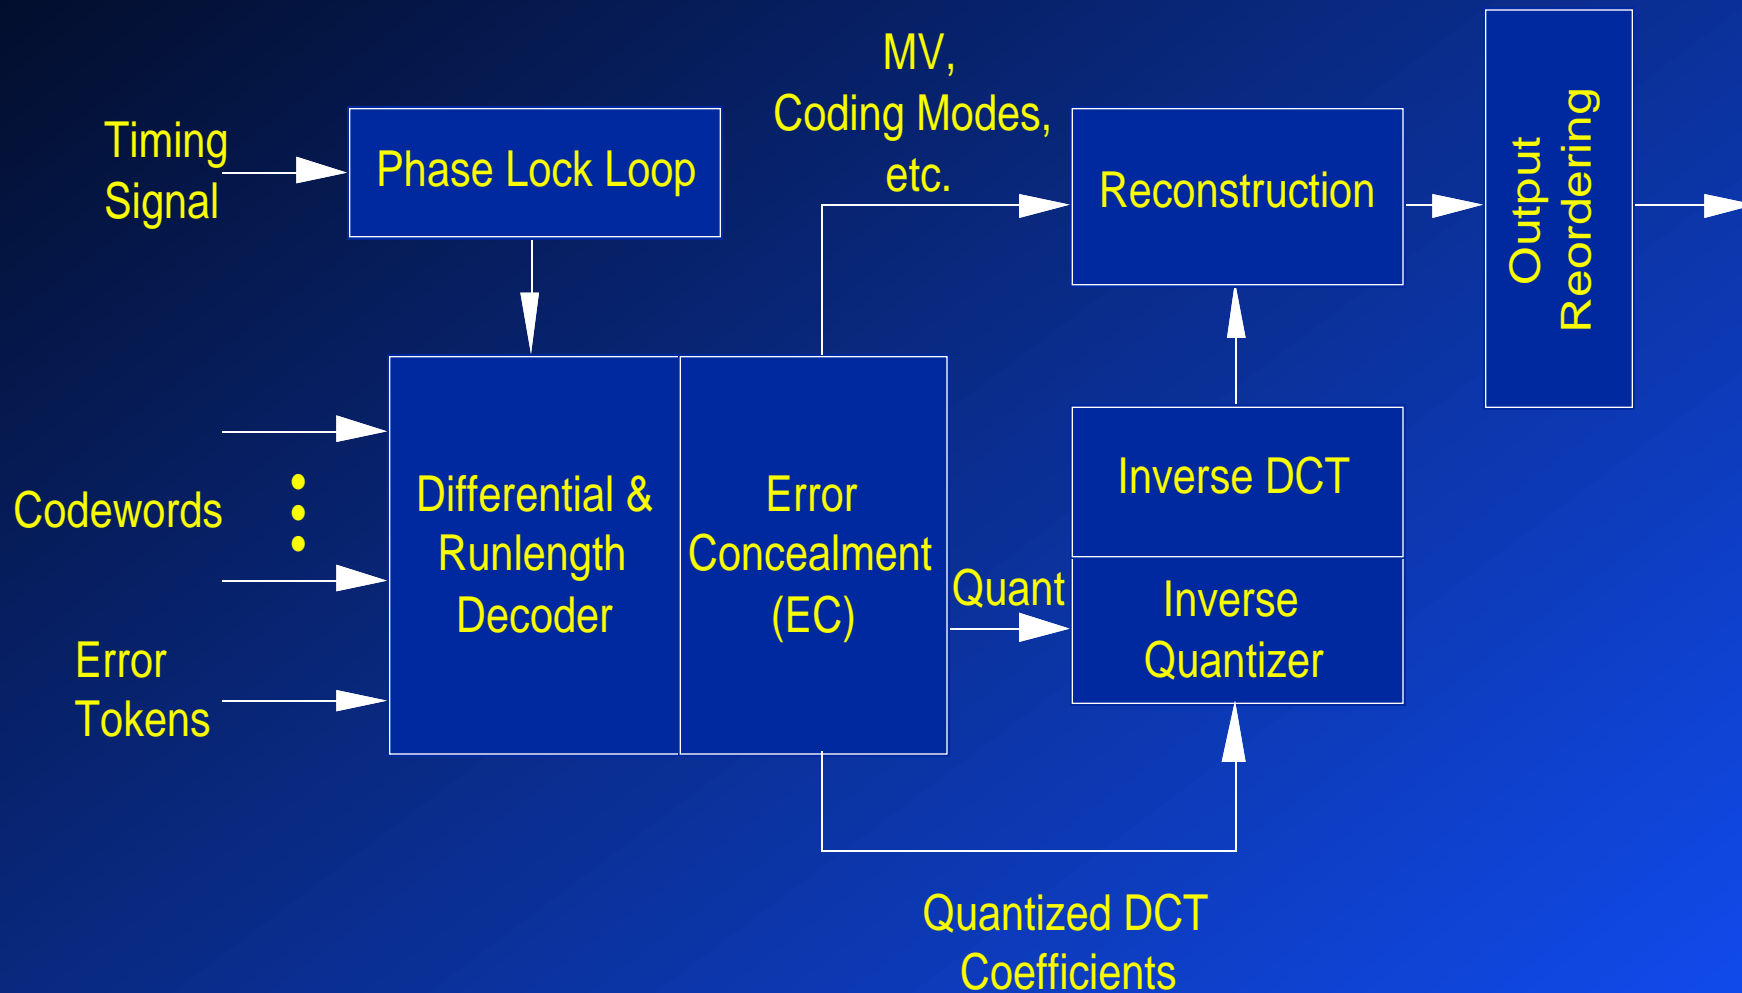 Timing
Signal
Phase Lock Loop
MV,
Coding Modes,
etc.
Reconstruction
Output
Reordering
Codewords
Error
Tokens
Differential &
Runlength
Decoder
Error
Concealment
(EC)
Quant
Inverse DCT
Inverse
Quantizer
Quantized DCT
Coefficients